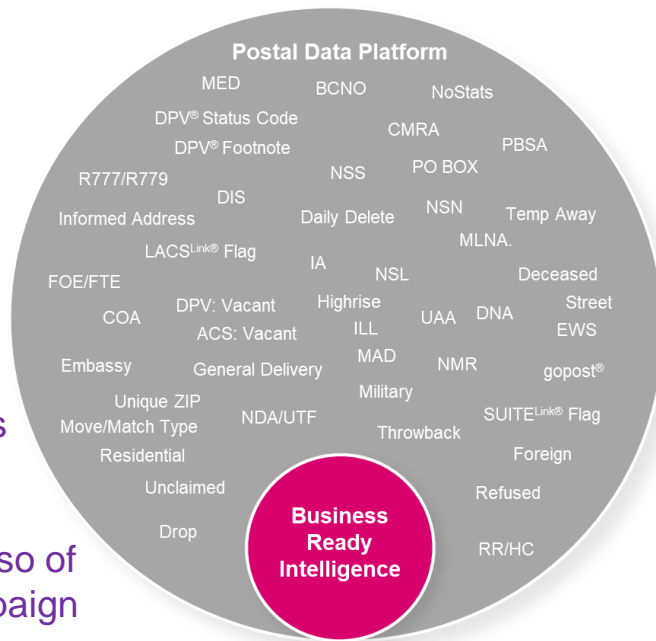 Postal Data Platform
MED
BCNO
NoStats
DPV® Status Code
CMRA
DPV® Footnote
PBSA
NSS
PO BOX
R777/R779
DIS
NSN
Informed Address
Daily Delete
Temp Away
MLNA.
LACSLink® Flag
IA
NSL
Deceased
FOE/FTE
DPV: Vacant
Highrise
Street
COA
UAA
DNA
ACS: Vacant
ILL
EWS
MAD
Embassy
General Delivery
NMR
gopost®
Military
Unique ZIP
NDA/UTF
SUITELink® Flag
Move/Match Type
Throwback
Residential
Foreign
Unclaimed
Refused
Drop
RR/HC
Business
Ready
Intelligence
s
so of
paign